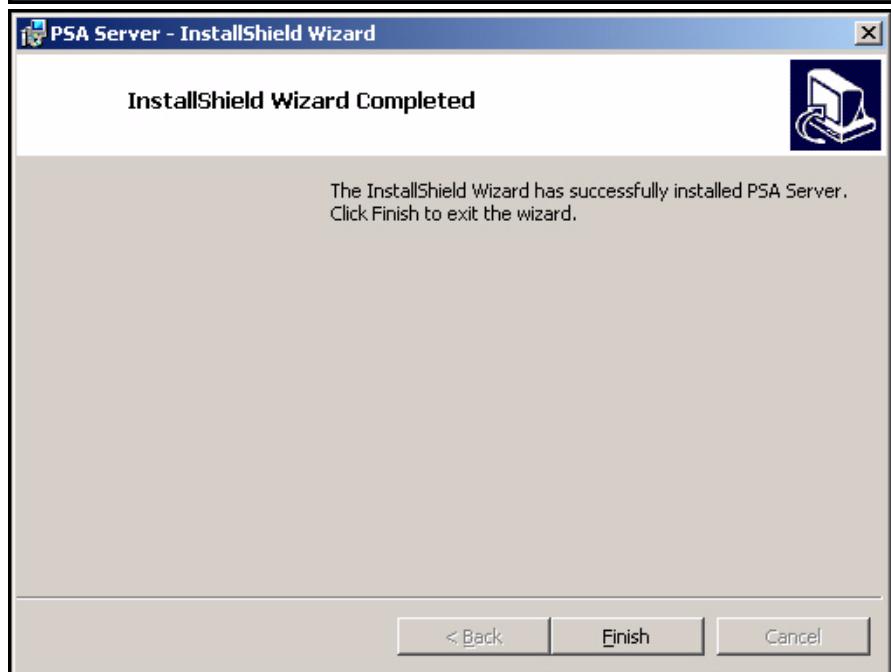 PSA Server - InstallShield Wizard
InstallShield Wizard Completed
The InstallShield Wizard has successfully installed PSA Server.
Click Finish to exit the wizard.
< Back Finish Cancel